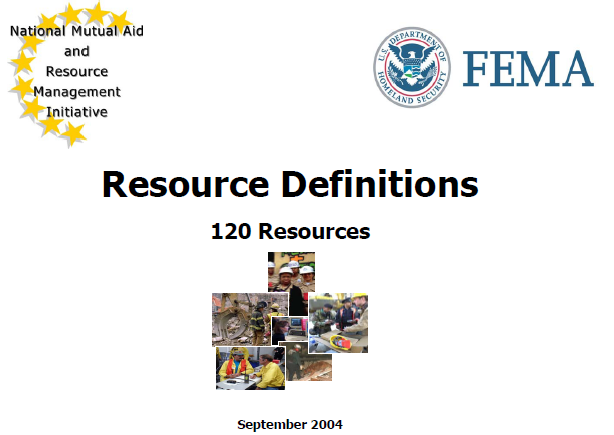 National Mutual Aid
and
Resource
Management
Initiative
U.S. DEPARTMENT OF
HOMELAND SECURITY
FEMA
Resource Definitions
120 Resources
September 2004